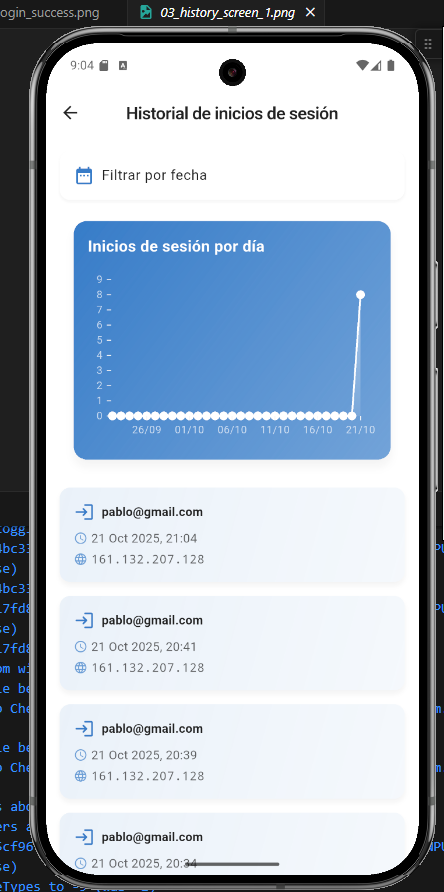 ogin_success.png
03_history_screen_1.png
9:04
Historial de inicios de sesión
Filtrar por fecha
Inicios de sesión por día
9
8
7
6
5
4
3
2
1
0
26/09 01/10 06/10 11/10 16/10 21/10
pablo@gmail.com
21 Oct 2025, 21:04
161.132.207.128
pablo@gmail.com
21 Oct 2025, 20:41
161.132.207.128
pablo@gmail.com
21 Oct 2025, 20:39
161.132.207.128
pablo@gmail.com
21 Oct 2025, 20:34